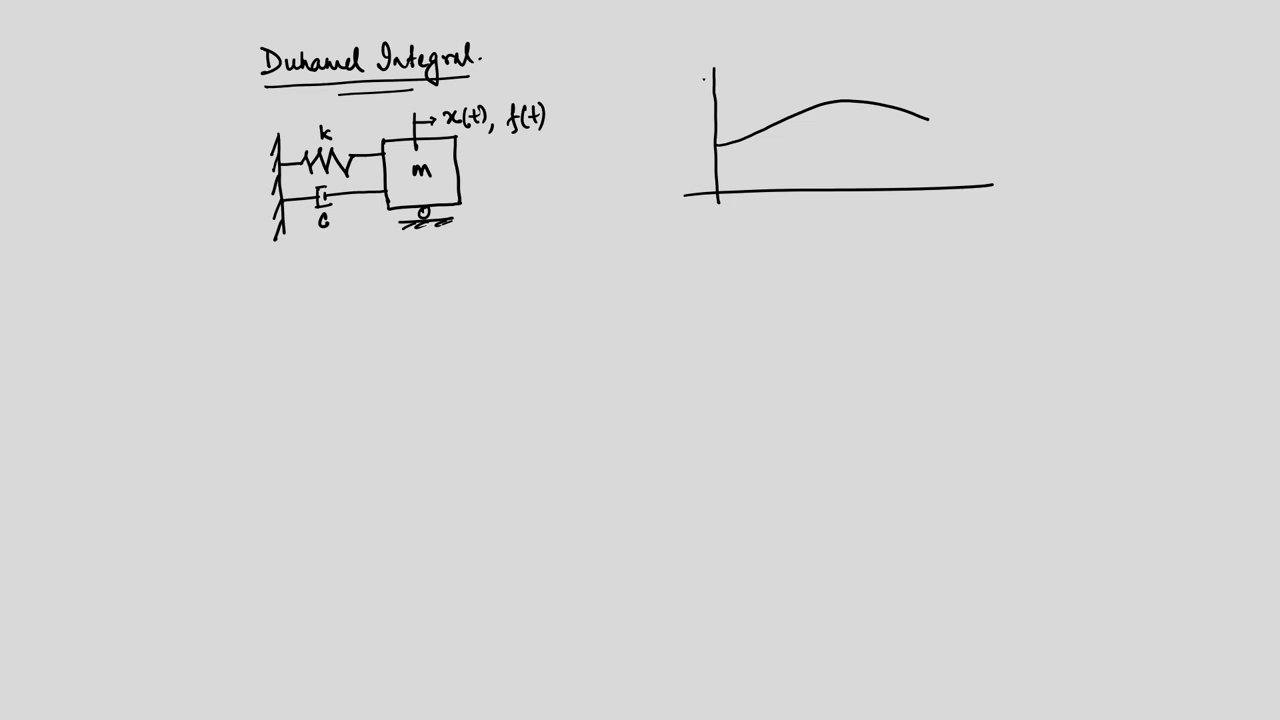 Duhamel Integral.
k
x(t), f(t)
m
c